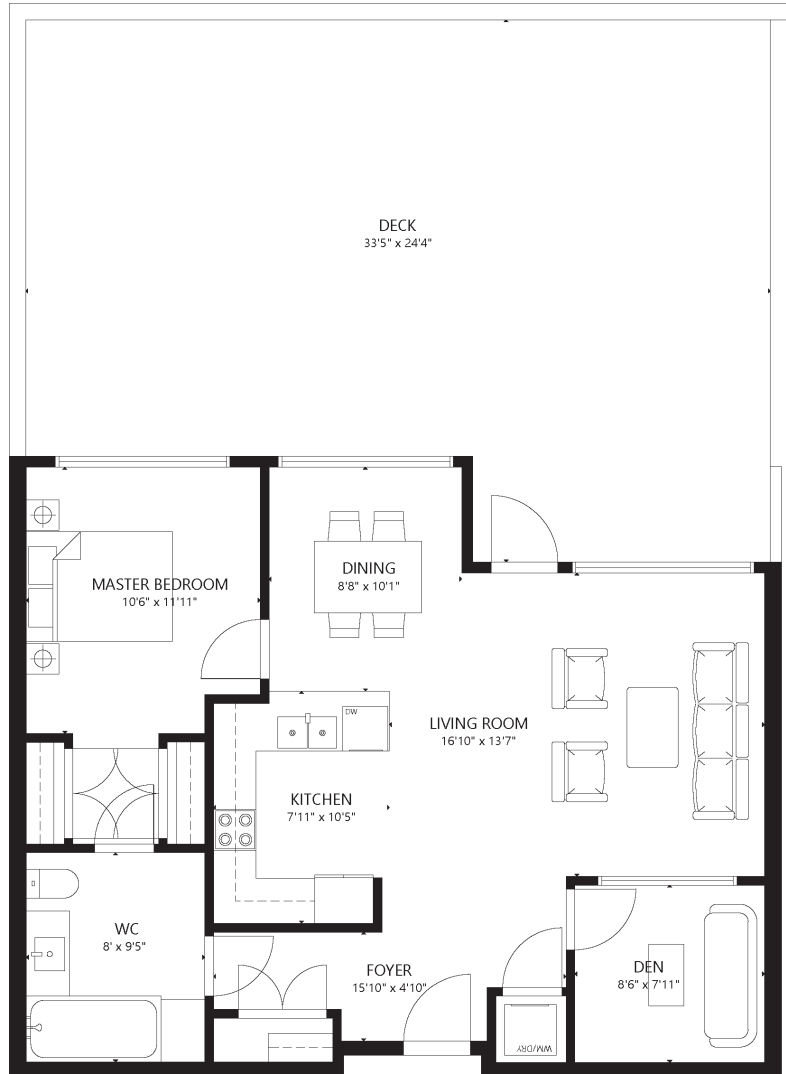 DECK
33'5" x 24'4"
MASTER BEDROOM
10'6" x 11'11"
DINING
8'8" x 10'1"
DW
LIVING ROOM
16'10" x 13'7"
KITCHEN
7'11" x 10'5"
WC
8' x 9'5"
FOYER
15'10" x 4'10"
DEN
8'6" x 7'11"
WM/DRY